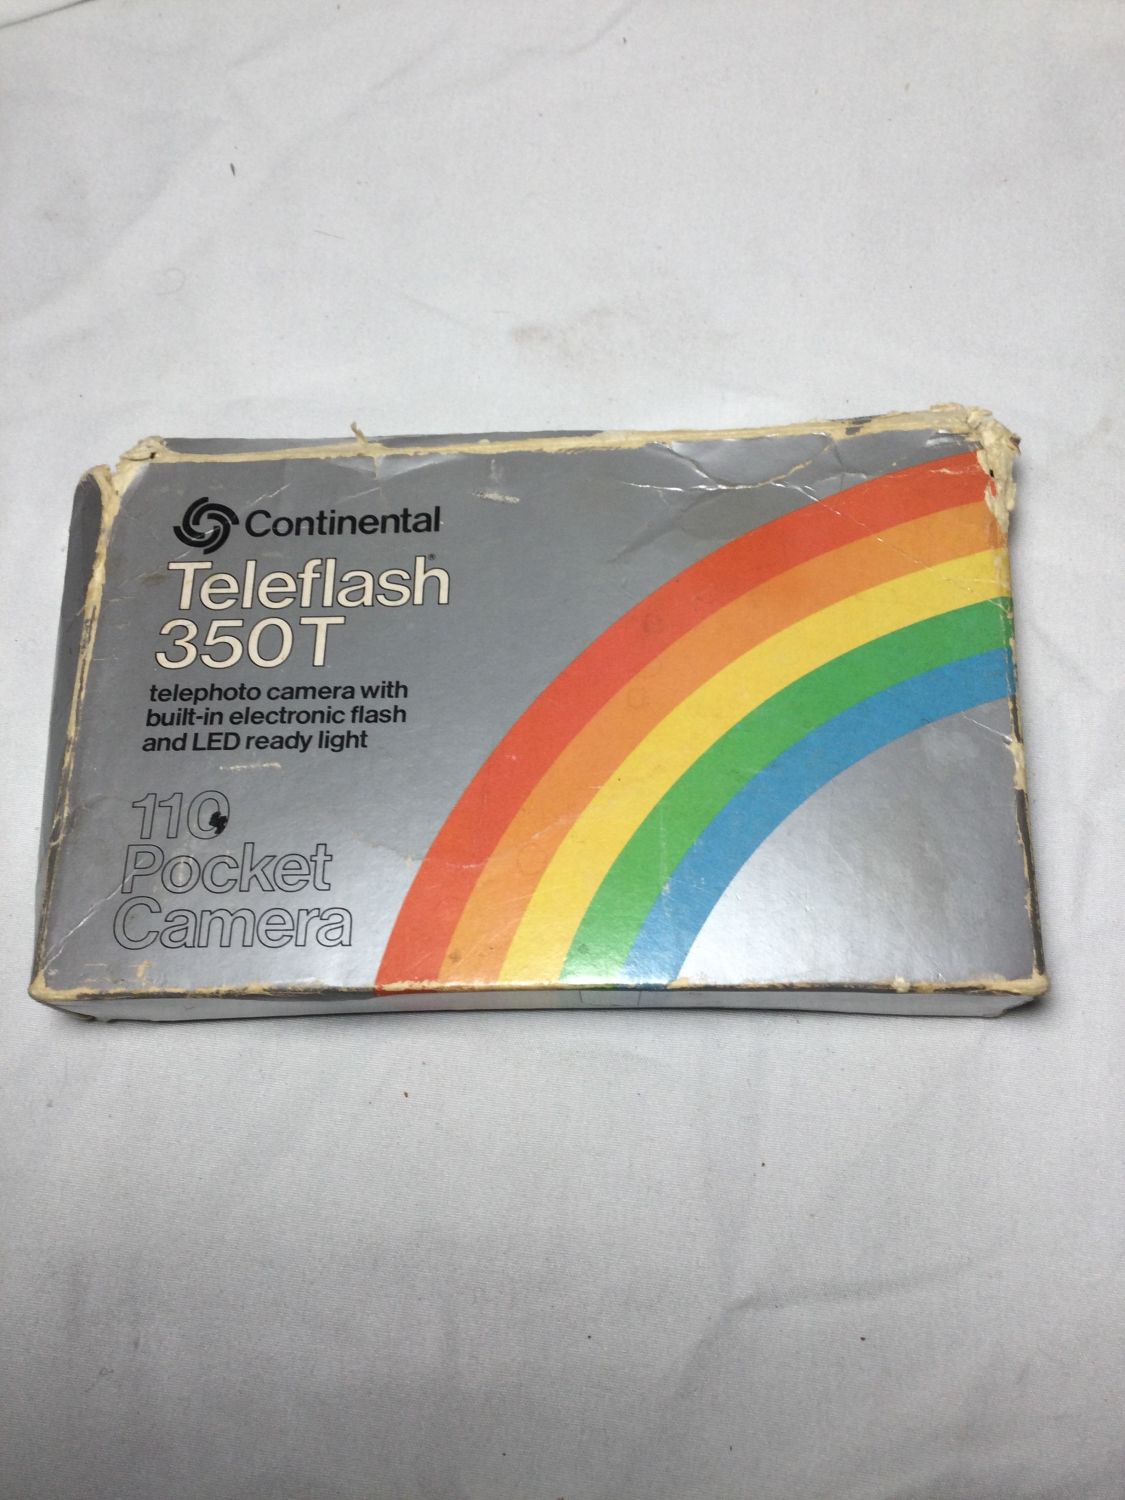 Continental
Teleflash®
350T
telephoto camera with
built-in electronic flash
and LED ready light
110
Pocket
Camera